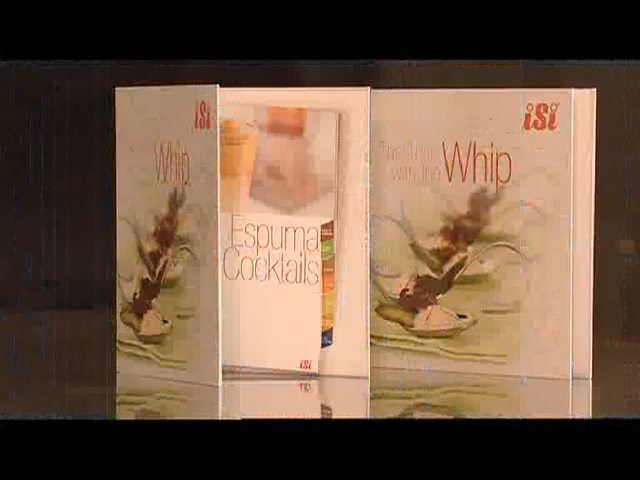 iSi
Whip
Espuma
Cocktails
iSi
iSi
with the Whip